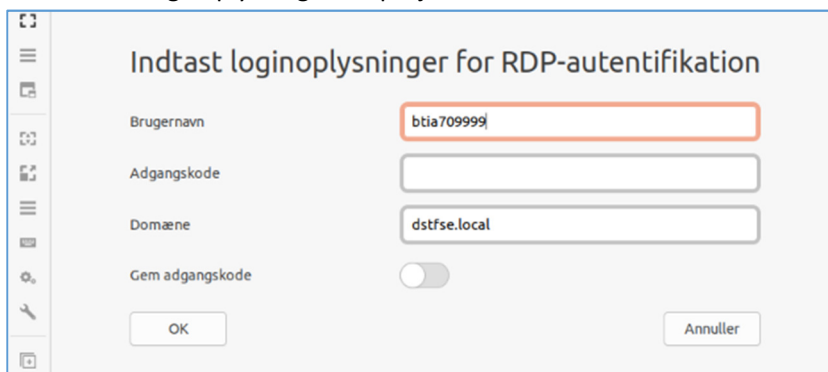 Indtast loginoplysninger for RDP-autentifikation
Brugernavn btia709999
Adgangskode
Domæne dstfse.local
Gem adgangskode
OK Annuller